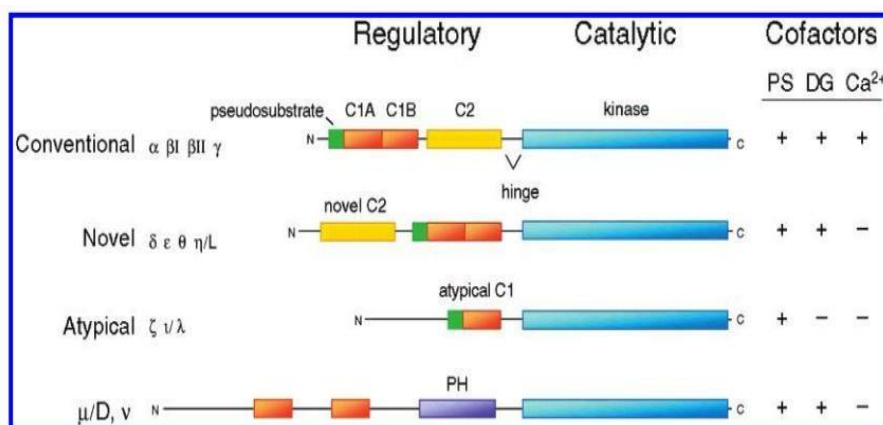 Regulatory Catalytic Cofactors
PS DG Ca²⁺
pseudosubstrate C1A C1B C2 kinase
Conventional α βI βII γ N C + + +
hinge
novel C2
Novel δ ε θ η/L N C + + −
atypical C1
Atypical ζ ι/λ N C + − −
PH
μ/D, ν N C + + −